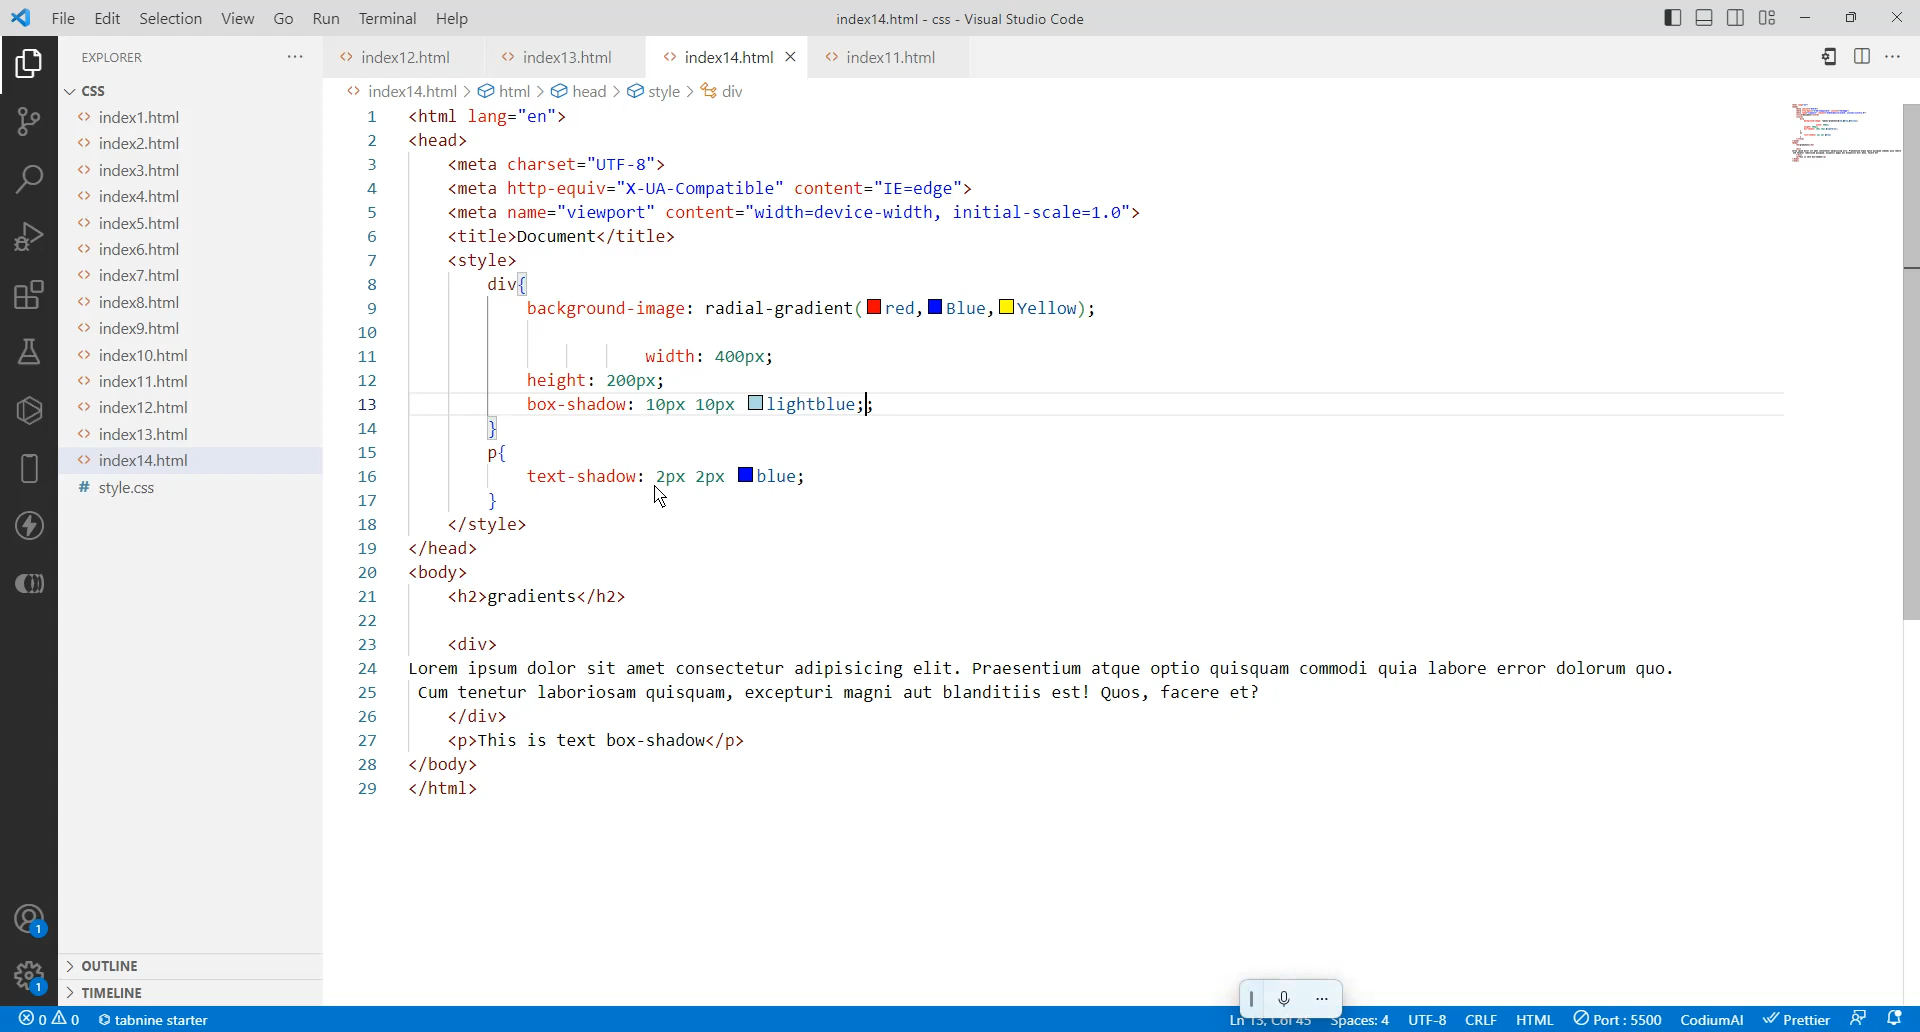 File Edit Selection View Go Run Terminal Help
index14.html - css - Visual Studio Code
EXPLORER
index12.html
index13.html
index14.html
index11.html
CSS
index1.html
index2.html
index3.html
index4.html
index5.html
index6.html
index7.html
index8.html
index9.html
index10.html
index11.html
index12.html
index13.html
index14.html
# style.css
OUTLINE
TIMELINE
index14.html > html > head > style > div
1 <html lang="en">
2 <head>
3 <meta charset="UTF-8">
4 <meta http-equiv="X-UA-Compatible" content="IE=edge">
5 <meta name="viewport" content="width=device-width, initial-scale=1.0">
6 <title>Document</title>
7 <style>
8 div{
9 background-image: radial-gradient(red,Blue,Yellow);
10
11 width: 400px;
12 height: 200px;
13 box-shadow: 10px 10px lightblue;;
14 }
15 p{
16 text-shadow: 2px 2px blue;
17 }
18 </style>
19 </head>
20 <body>
21 <h2>gradients</h2>
22
23 <div>
24 Lorem ipsum dolor sit amet consectetur adipisicing elit. Praesentium atque optio quisquam commodi quia labore error dolorum quo.
25 Cum tenetur laboriosam quisquam, excepturi magni aut blanditiis est! Quos, facere et?
26 </div>
27 <p>This is text box-shadow</p>
28 </body>
29 </html>
1
1
0 0 tabnine starter
Ln 13, Col 45 Spaces: 4 UTF-8 CRLF HTML Port : 5500 CodiumAI Prettier